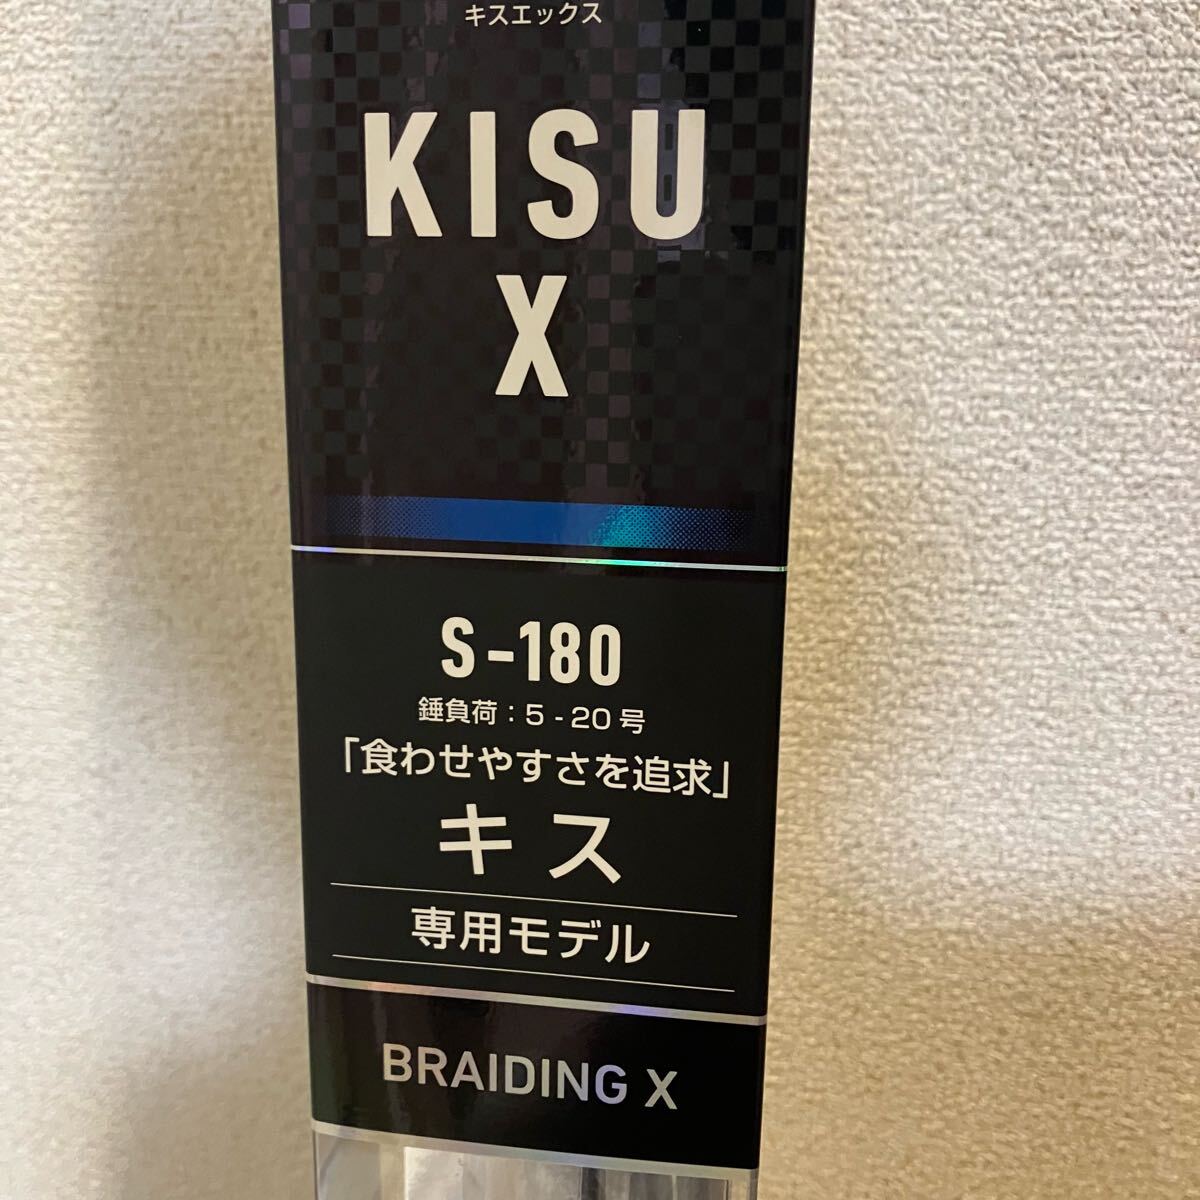 キスエックス
KISU
X
S-180
錘負荷：5-20号
「食わせやすさを追求」
キス
専用モデル
BRAIDING X